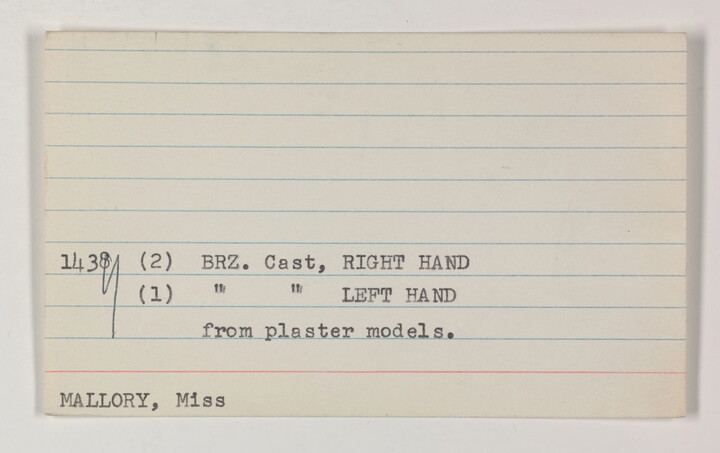 1438 (2) BRZ. Cast, RIGHT HAND
(1) " " LEFT HAND
from plaster models.
MALLORY, Miss